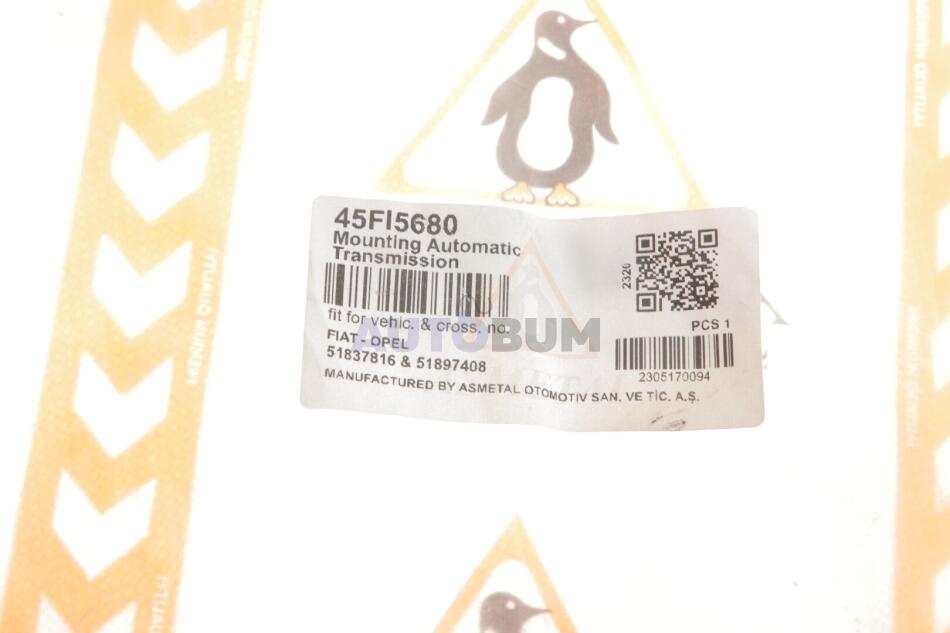 45FI5680
Mounting Automatic
Transmission
2320
fit for vehic. & cross. no.
AUTOBUM
PCS 1
FIAT - OPEL
51837816 & 51897408
2305170094
MANUFACTURED BY ASMETAL OTOMOTIV SAN. VE TİC. A.Ş.